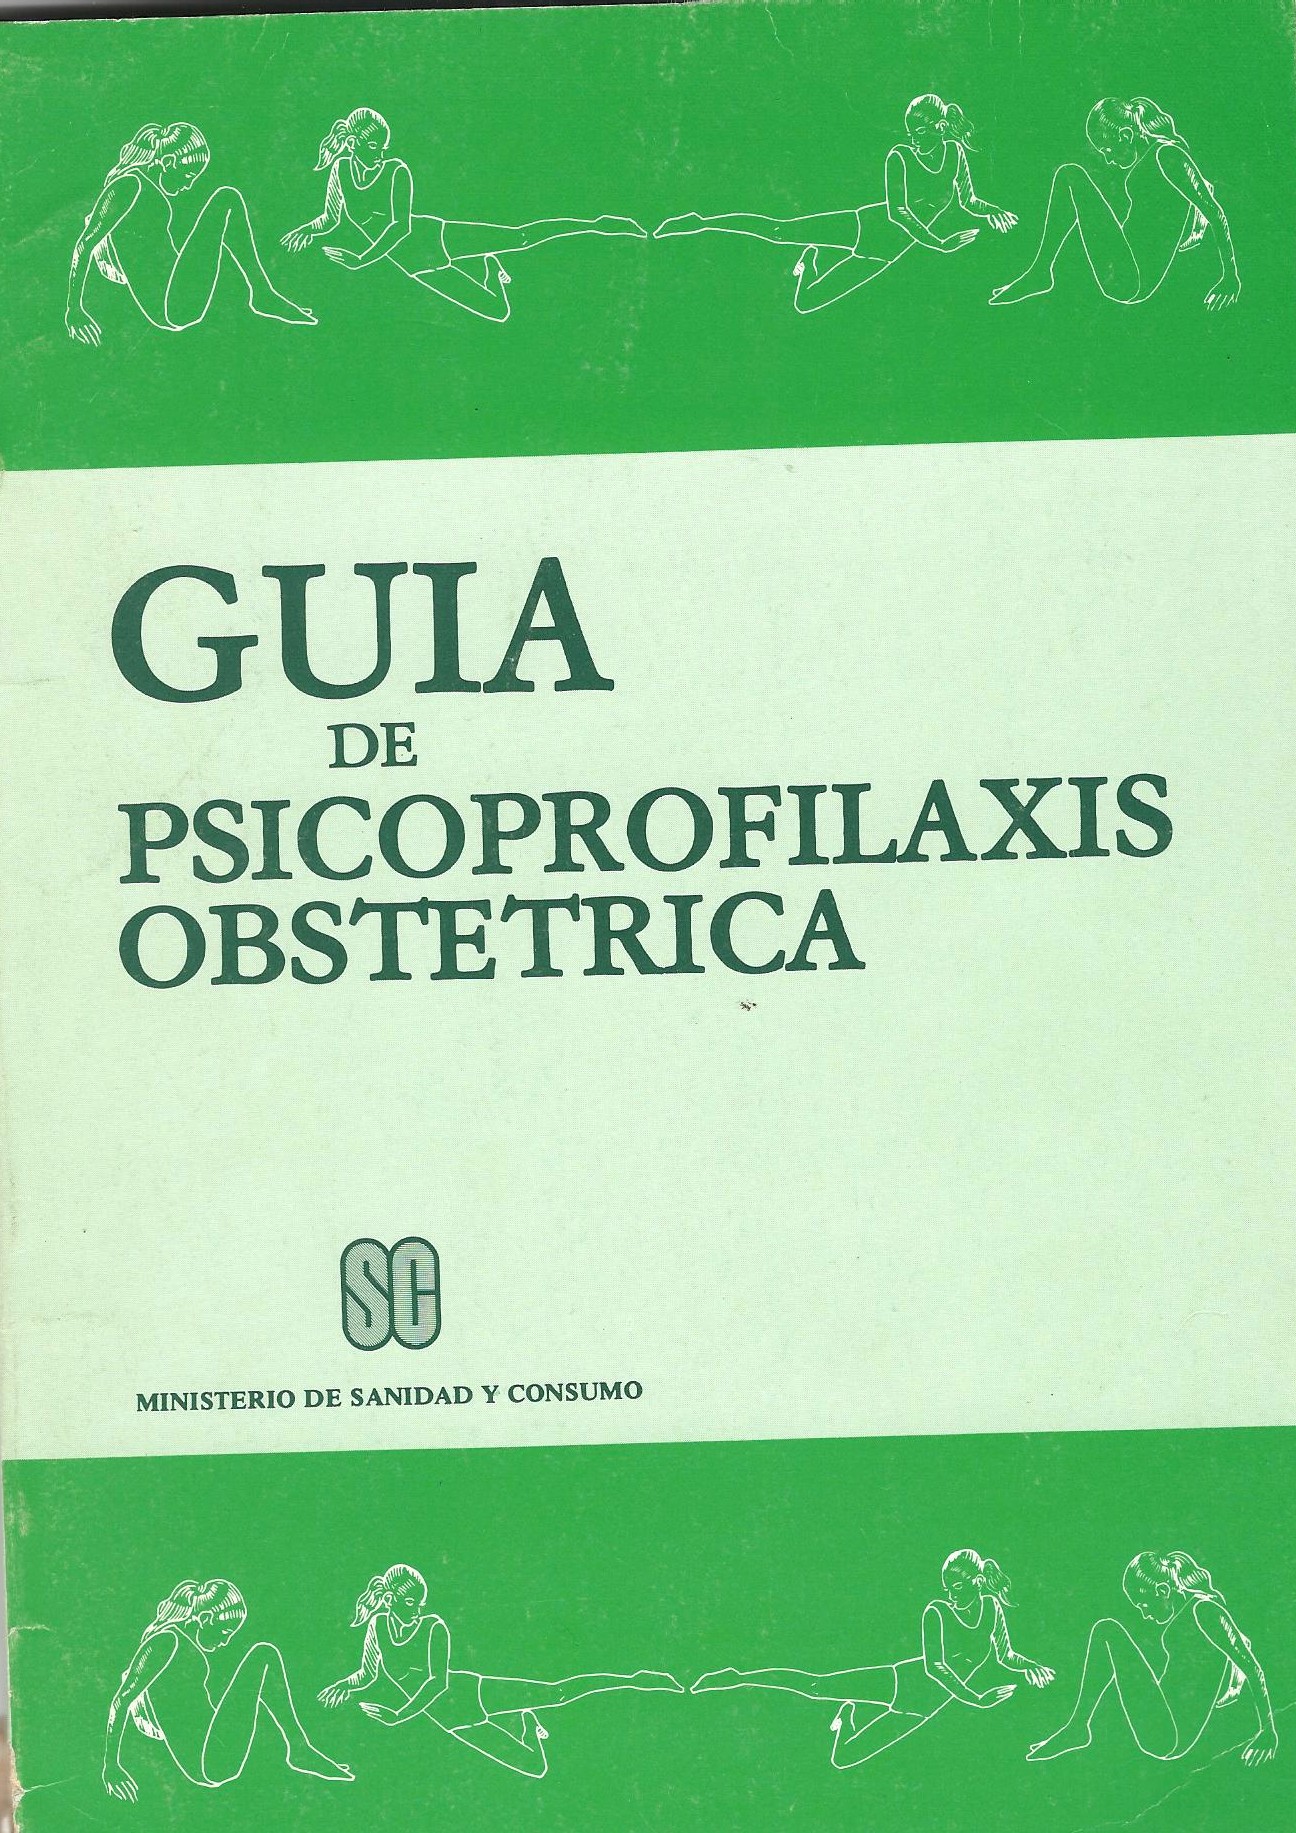 GUIA
DE
PSICOPROFILAXIS
OBSTETRICA
SC
MINISTERIO DE SANIDAD Y CONSUMO